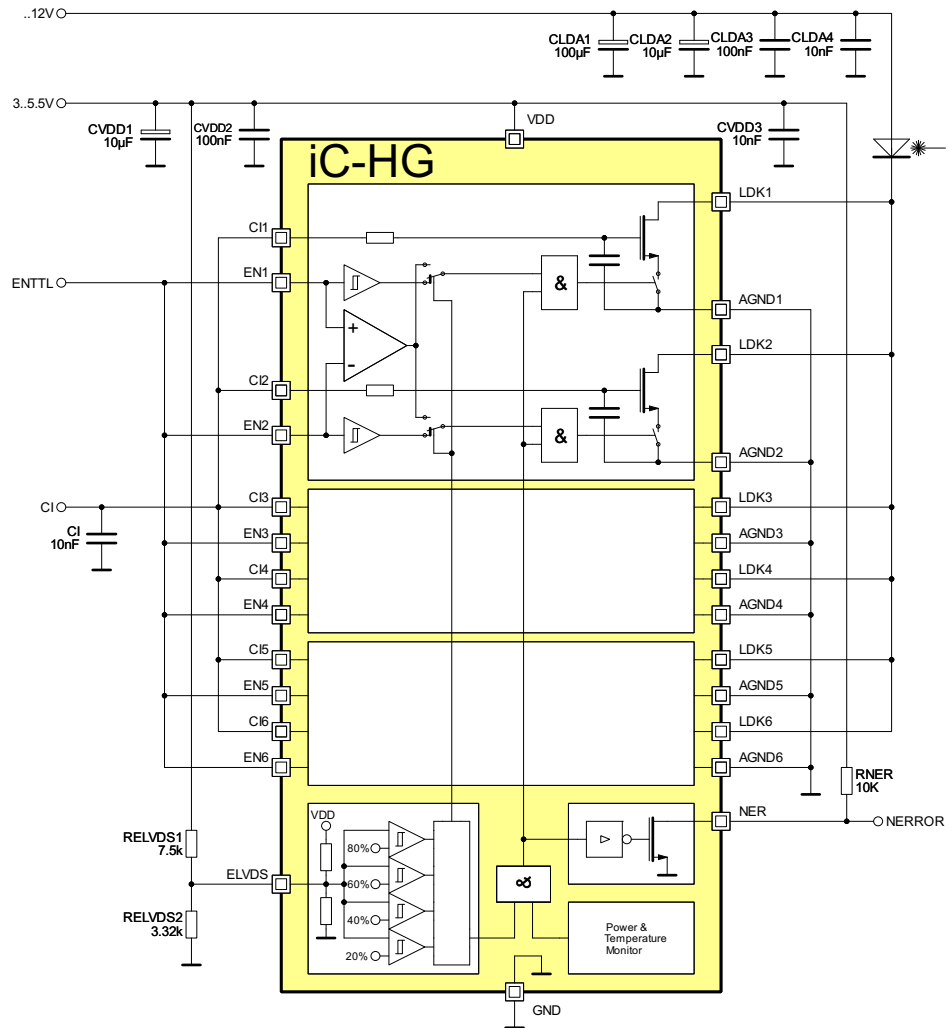 ..12V
CLDA1
100µF
CLDA2
10µF
CLDA3
100nF
CLDA4
10nF
3..5.5V
CVDD1
10µF
CVDD2
100nF
VDD
CVDD3
10nF
iC-HG
LDK1
CI1
EN1
ENTTL
&
+
-
AGND1
LDK2
CI2
EN2
&
AGND2
CI
CI
10nF
CI3
EN3
CI4
EN4
LDK3
AGND3
LDK4
AGND4
CI5
EN5
CI6
EN6
LDK5
AGND5
LDK6
AGND6
RNER
10K
NER
NERROR
RELVDS1
7.5k
ELVDS
RELVDS2
3.32k
VDD
80%
60%
40%
20%
&
Power &
Temperature
Monitor
GND